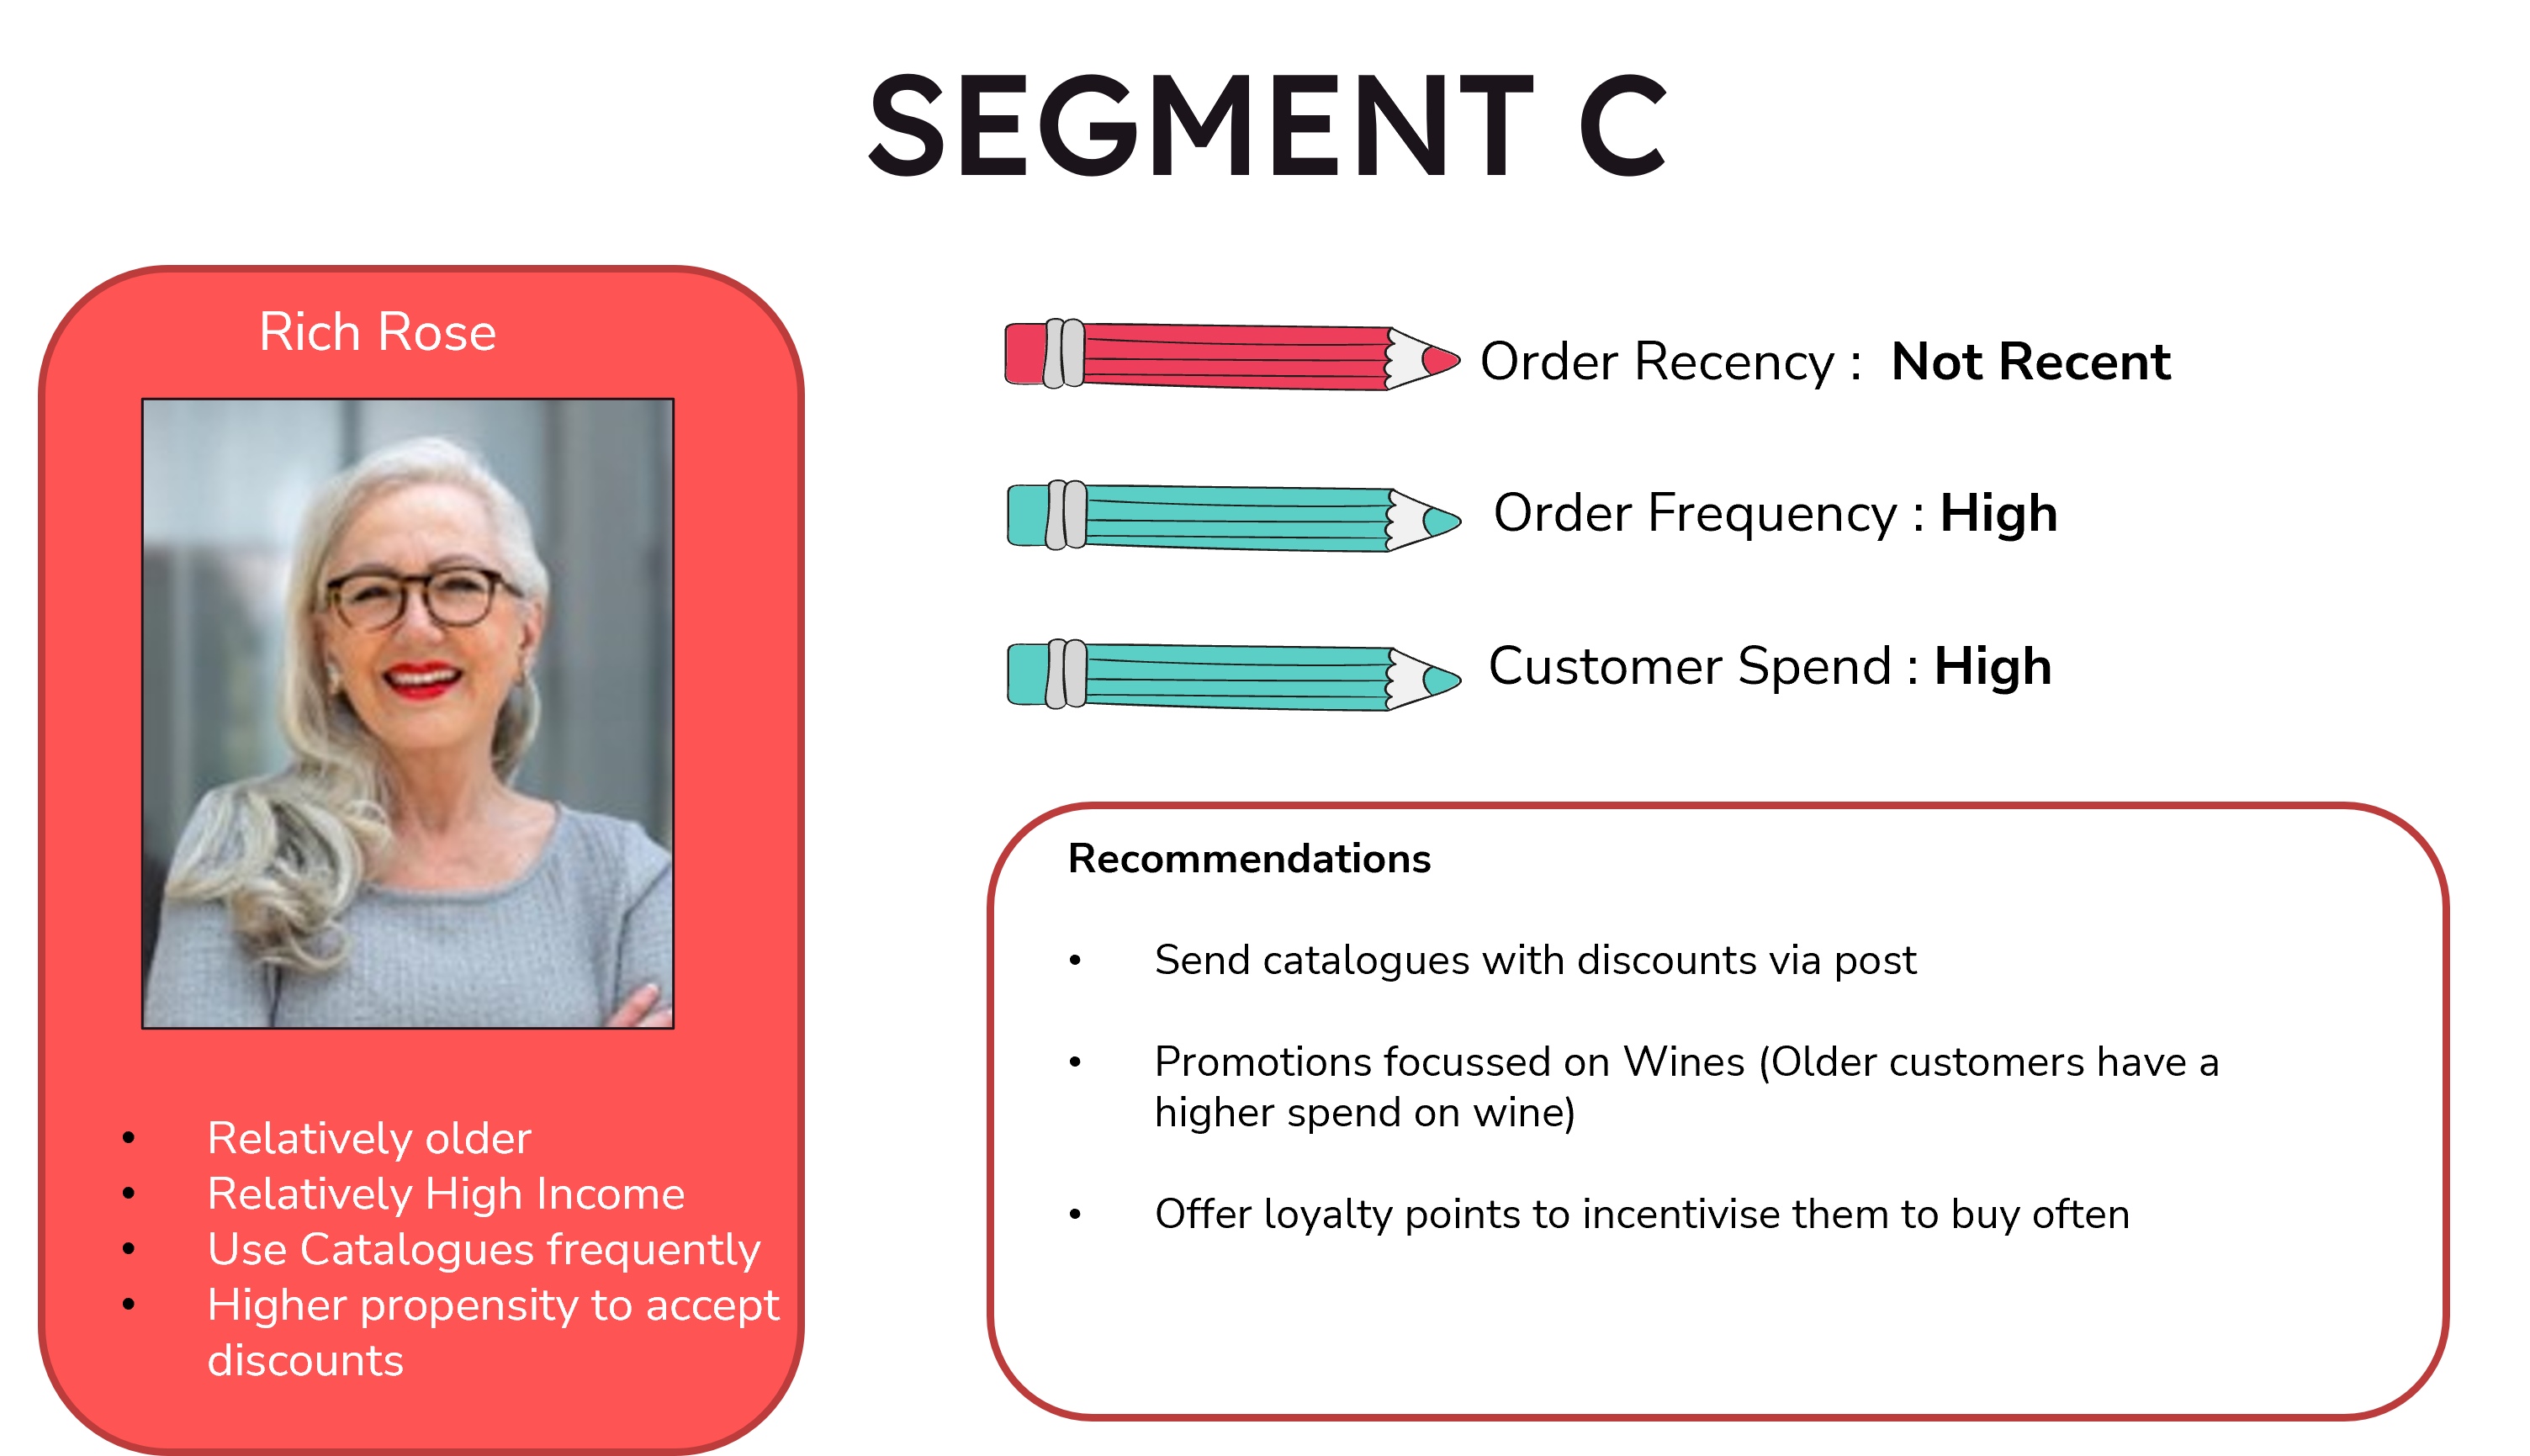 SEGMENT C
Rich Rose
• Relatively older
• Relatively High Income
• Use Catalogues frequently
• Higher propensity to accept
discounts
Order Recency :  Not Recent
Order Frequency : High
Customer Spend : High
Recommendations
• Send catalogues with discounts via post
• Promotions focussed on Wines (Older customers have a
higher spend on wine)
• Offer loyalty points to incentivise them to buy often